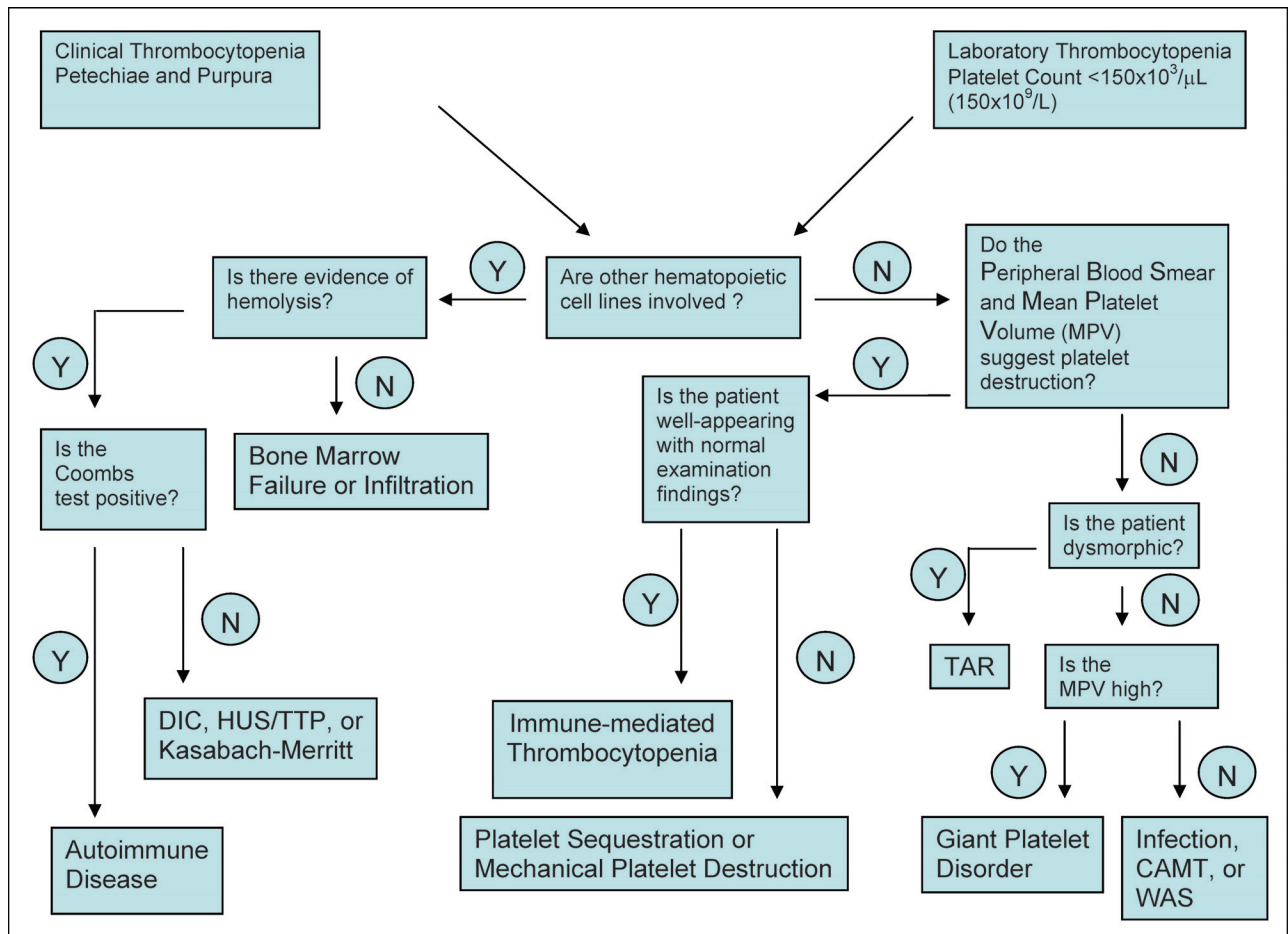 Clinical Thrombocytopenia
Petechiae and Purpura
Laboratory Thrombocytopenia
Platelet Count <150x10³/μL
(150x10⁹/L)
Are other hematopoietic
cell lines involved ?
Y
N
Is there evidence of
hemolysis?
Y
N
Do the
Peripheral Blood Smear
and Mean Platelet
Volume (MPV)
suggest platelet
destruction?
Y
N
Is the
Coombs
test positive?
Y
N
Bone Marrow
Failure or Infiltration
Is the patient
well-appearing
with normal
examination
findings?
Y
N
Is the patient
dysmorphic?
Y
N
TAR
Is the
MPV high?
Y
N
DIC, HUS/TTP, or
Kasabach-Merritt
Immune-mediated
Thrombocytopenia
Autoimmune
Disease
Platelet Sequestration or
Mechanical Platelet Destruction
Giant Platelet
Disorder
Infection,
CAMT, or
WAS